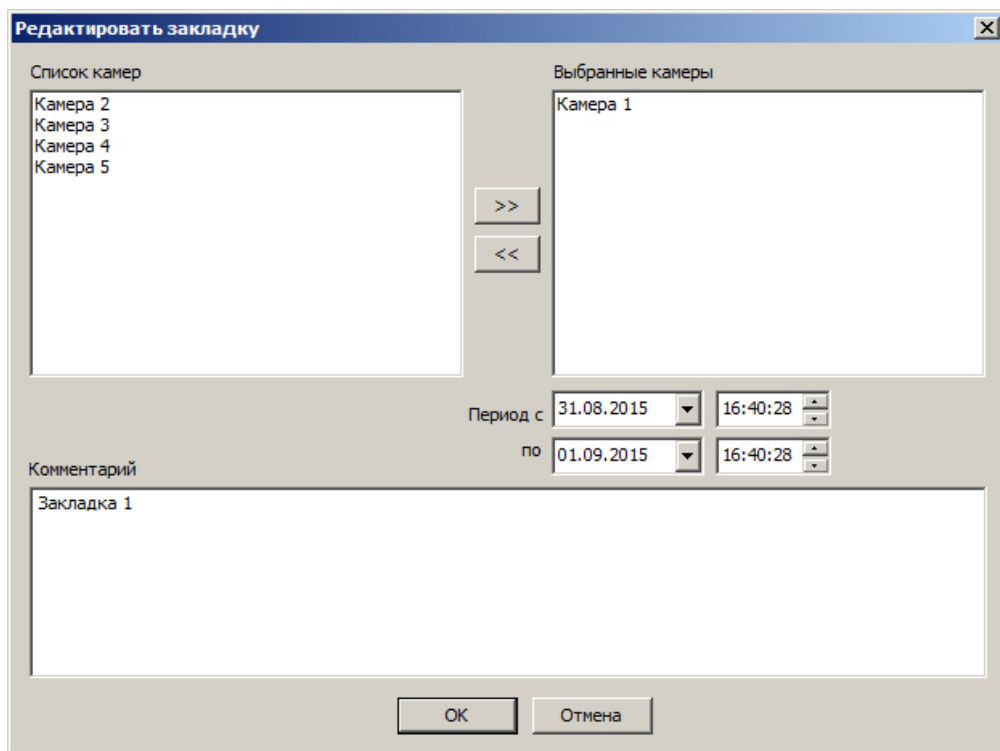 Редактировать закладку
Список камер
Выбранные камеры
Камера 2
Камера 3
Камера 4
Камера 5
Камера 1
>>
<<
Период с 31.08.2015 16:40:28
по 01.09.2015 16:40:28
Комментарий
Закладка 1
OK Отмена